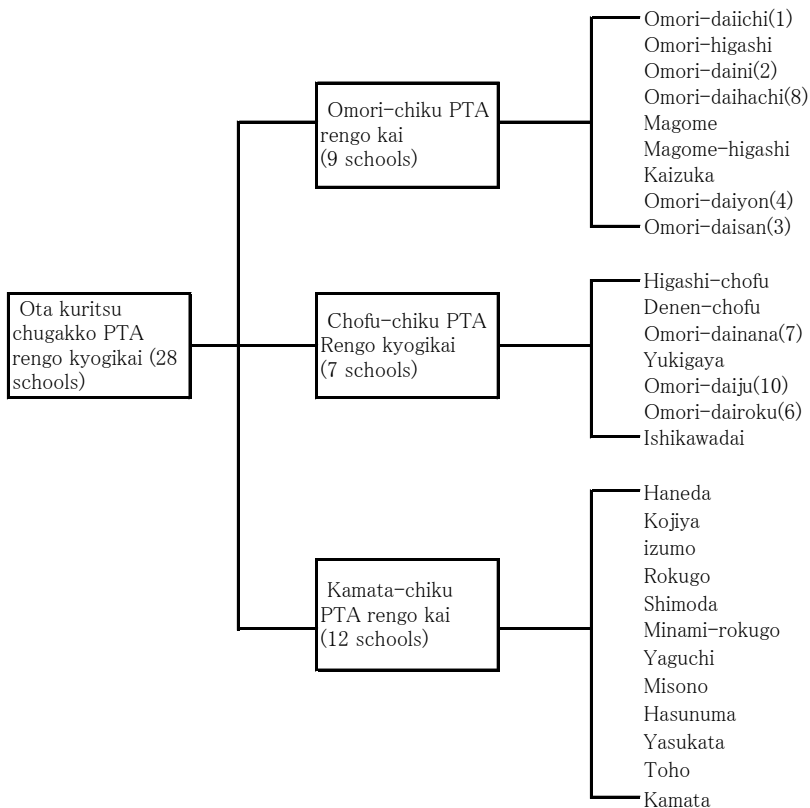 Ota kuritsu
chugakko PTA
rengo kyogikai (28
schools)
Omori-chiku PTA
rengo kai
(9 schools)
Omori-daiichi(1)
Omori-higashi
Omori-daini(2)
Omori-daihachi(8)
Magome
Magome-higashi
Kaizuka
Omori-daiyon(4)
Omori-daisan(3)
Chofu-chiku PTA
Rengo kyogikai
(7 schools)
Higashi-chofu
Denen-chofu
Omori-dainana(7)
Yukigaya
Omori-daiju(10)
Omori-dairoku(6)
Ishikawadai
Kamata-chiku
PTA rengo kai
(12 schools)
Haneda
Kojiya
izumo
Rokugo
Shimoda
Minami-rokugo
Yaguchi
Misono
Hasunuma
Yasukata
Toho
Kamata